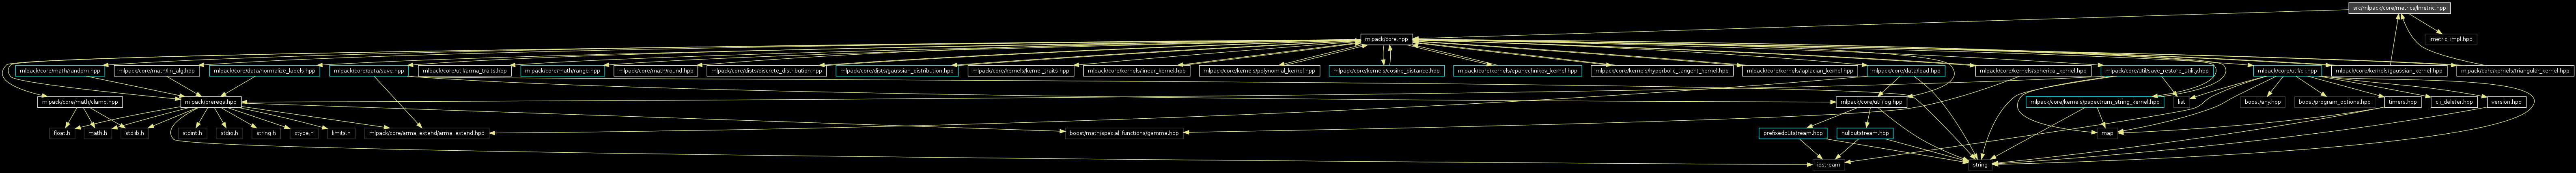 src/mlpack/core/metrics/lmetric.hpp
mlpack/core.hpp
lmetric_impl.hpp
mlpack/core/math/random.hpp
mlpack/core/math/lin_alg.hpp
mlpack/core/data/normalize_labels.hpp
mlpack/core/data/save.hpp
mlpack/core/util/arma_traits.hpp
mlpack/core/math/range.hpp
mlpack/core/math/round.hpp
mlpack/core/dists/discrete_distribution.hpp
mlpack/core/dists/gaussian_distribution.hpp
mlpack/core/kernels/kernel_traits.hpp
mlpack/core/kernels/linear_kernel.hpp
mlpack/core/kernels/polynomial_kernel.hpp
mlpack/core/kernels/cosine_distance.hpp
mlpack/core/kernels/epanechnikov_kernel.hpp
mlpack/core/kernels/hyperbolic_tangent_kernel.hpp
mlpack/core/kernels/laplacian_kernel.hpp
mlpack/core/data/load.hpp
mlpack/core/kernels/spherical_kernel.hpp
mlpack/core/util/save_restore_utility.hpp
mlpack/core/util/cli.hpp
mlpack/core/kernels/gaussian_kernel.hpp
mlpack/core/kernels/triangular_kernel.hpp
mlpack/core/math/clamp.hpp
mlpack/prereqs.hpp
mlpack/core/util/log.hpp
mlpack/core/kernels/pspectrum_string_kernel.hpp
list
boost/any.hpp
boost/program_options.hpp
timers.hpp
cli_deleter.hpp
version.hpp
float.h
math.h
stdlib.h
stdint.h
stdio.h
string.h
ctype.h
limits.h
mlpack/core/arma_extend/arma_extend.hpp
boost/math/special_functions/gamma.hpp
prefixedoutstream.hpp
nulloutstream.hpp
map
iostream
string